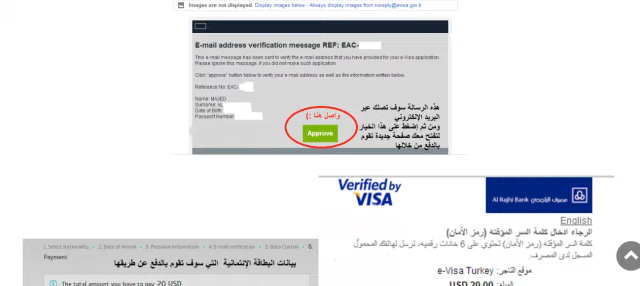 Images are not displayed. Display images below - Always display images from noreply@evisa.gov.tr
E-mail address verification message REF: EAC-
This e-mail message has been sent to verify the e-mail address that you have provided for your e-Visa application.
Please ignore this message, if you did not make such application.
Click "approve" button below to verify your e-mail address as well as the information written below.
Reference No: EAC-
Name: MAJED
Surname: AL
Date of Birth:
Passport Number:
واصل هنا :)
Approve
هذه الرسالة سوف تصلك عبر
البريد الإلكتروني
ومن ثم إضغط على هذا الخيار
لتفتح معك صفحة جديدة تقوم
بالدفع من خلالها
Verified by
VISA
Al Rajhi Bank مصرف الراجحي
English
الرجاء ادخال كلمة السر المؤقته (رمز الأمان)
كلمة السر المؤقته (رمز الأمان) تحتوي على 6 خانات رقميه، ترسل لهاتفك المحمول
المسجل لدى المصرف.
موقع التاجر: e-Visa Turkey
USD 20.00
1. Select Nationality • 2. Date of Arrival • 3. Personal Information • 4. E-mail verification • 5. Data Correct • 6.
Payment
بيانات البطاقة الإئتمانية التي سوف تقوم بالدفع عن طريقها
The total amount you have to pay: 20 USD